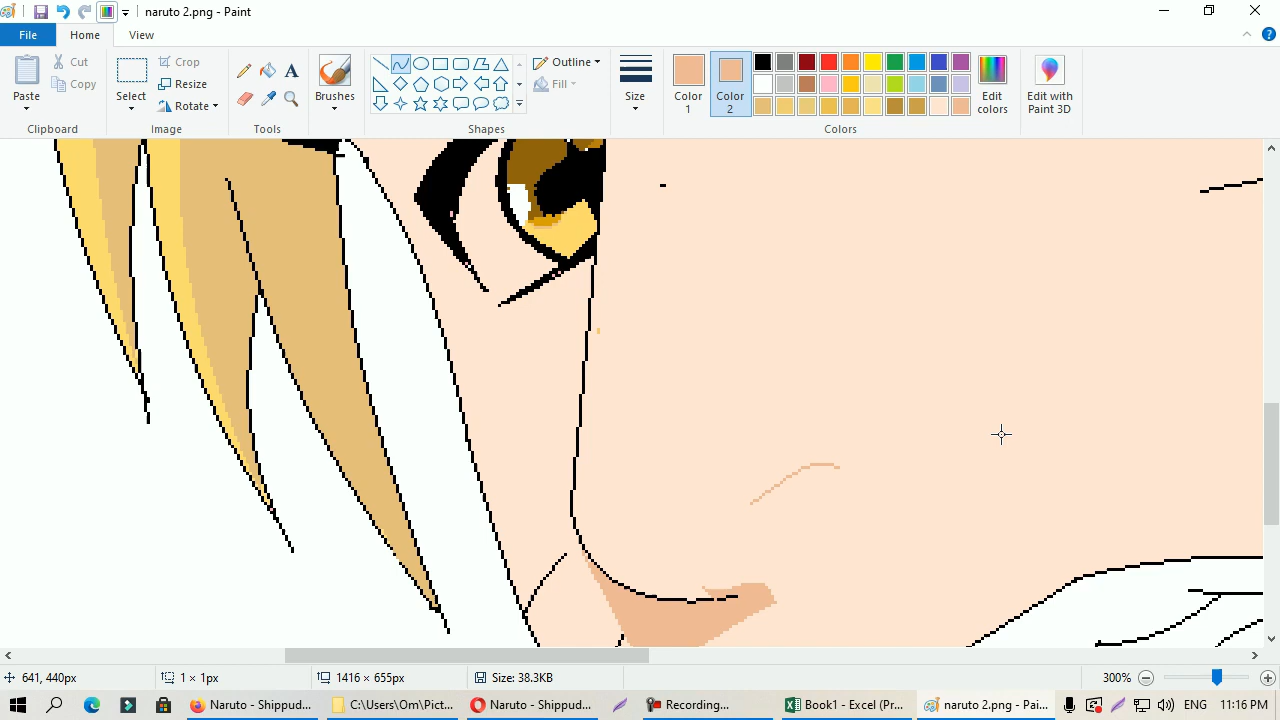 naruto 2.png - Paint
File Home View
Paste Cut Copy
Clipboard
Select Crop Resize Rotate
Image
A
Tools
Brushes
Outline
Fill
Shapes
Size
Color 1
Color 2
Edit colors
Colors
Edit with Paint 3D
641, 440px
1 × 1px
1416 × 655px
Size: 38.3KB
300%
Naruto - Shippud...
C:\Users\Om\Pict...
Naruto - Shippud...
Recording...
Book1 - Excel (Pr...
naruto 2.png - Pai...
ENG
11:16 PM